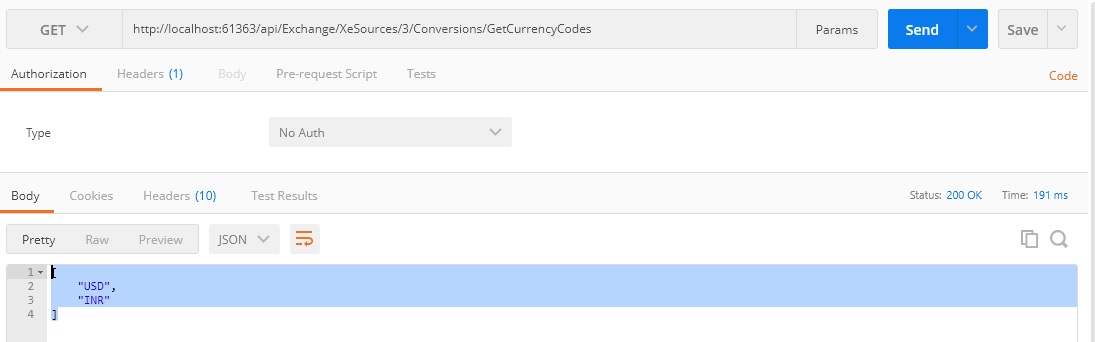 GET http://localhost:61363/api/Exchange/XeSources/3/Conversions/GetCurrencyCodes Params Send Save
Authorization Headers (1) Body Pre-request Script Tests Code
Type No Auth
Body Cookies Headers (10) Test Results Status: 200 OK Time: 191 ms
Pretty Raw Preview JSON
1 [
2 "USD",
3 "INR"
4 ]